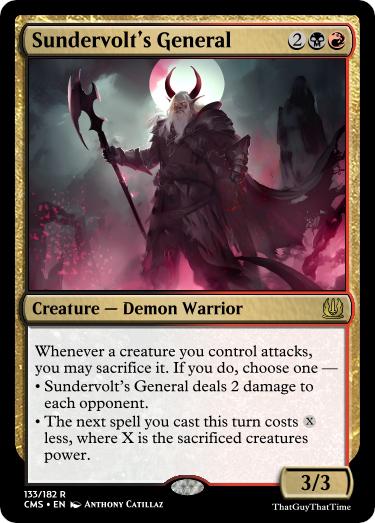 Sundervolt's General 2
Creature — Demon Warrior
Whenever a creature you control attacks,
you may sacrifice it. If you do, choose one —
• Sundervolt's General deals 2 damage to
each opponent.
• The next spell you cast this turn costs X
less, where X is the sacrificed creatures
power.
3/3
133/182 R
CMS • EN Anthony Catillaz
ThatGuyThatTime